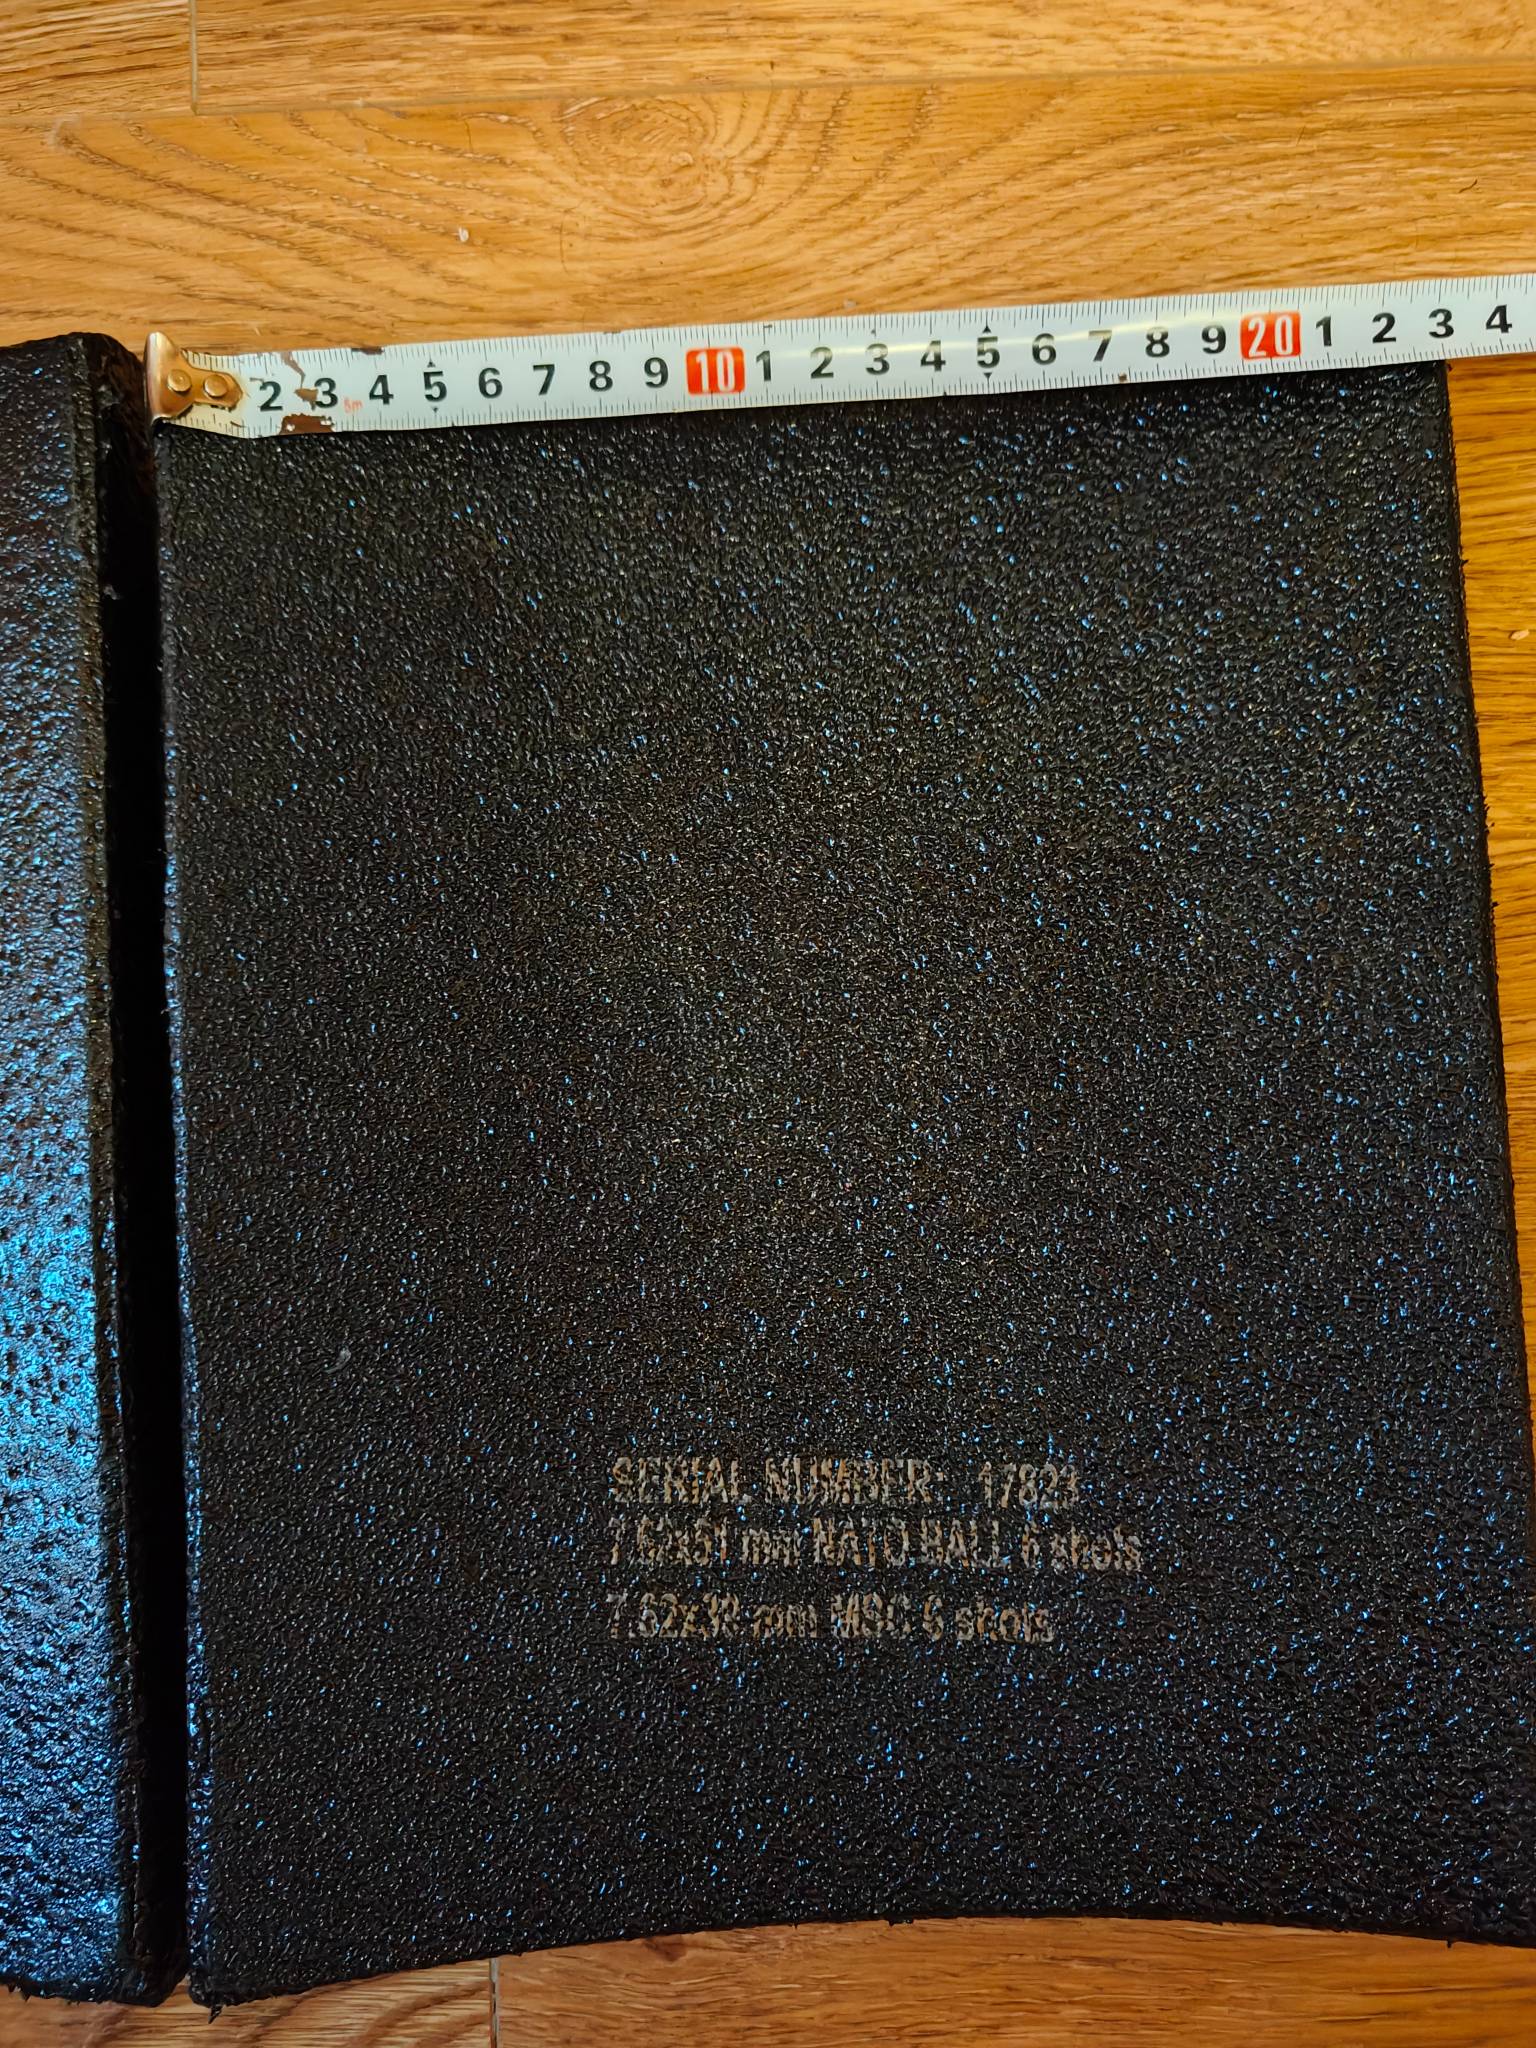 2 3 4 5 6 7 8 9 10 1 2 3 4 5 6 7 8 9 20 1 2 3 4
5m
SERIAL NUMBER: 17823
7.62x51 mm NATO BALL 6 shots
7.62x39 mm MSC 6 shots